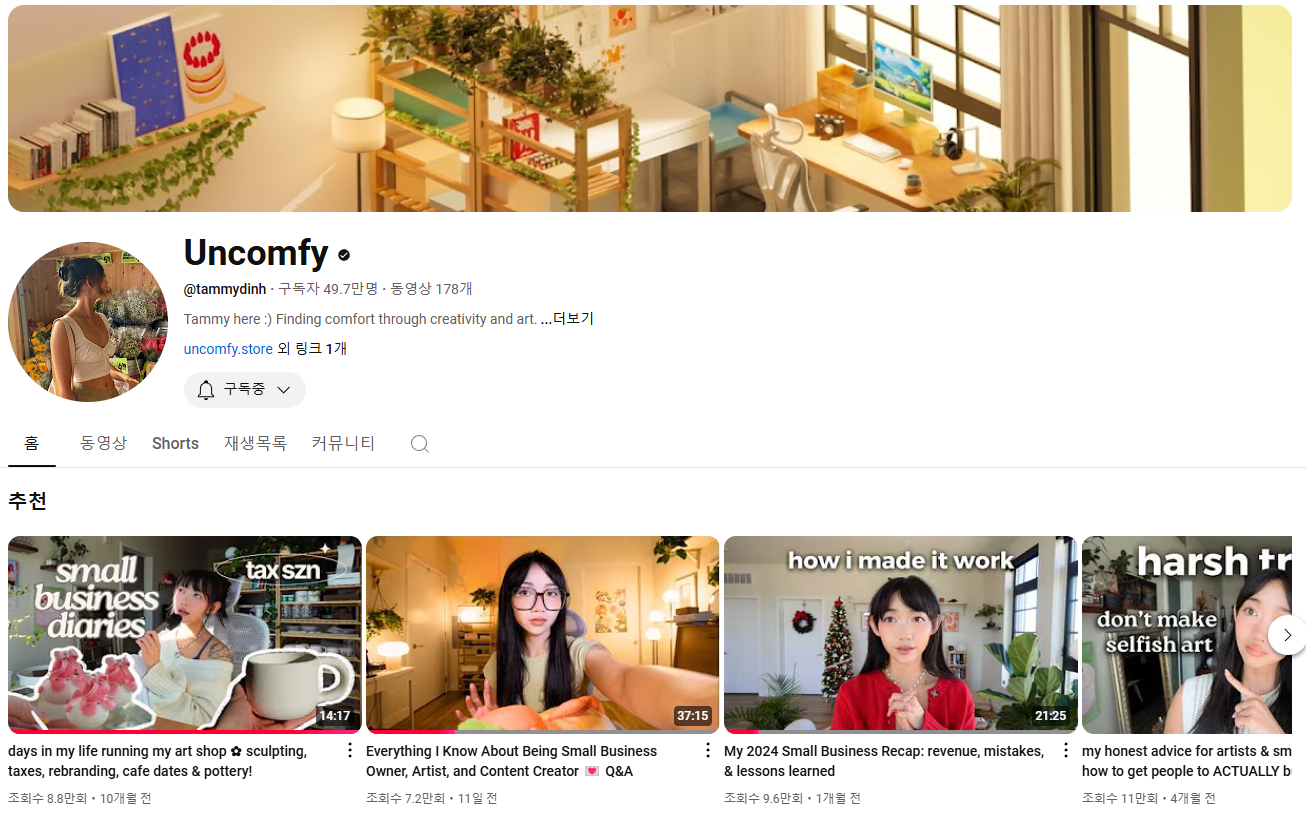 Uncomfy
@tammydinh · 구독자 49.7만명 · 동영상 178개
Tammy here :) Finding comfort through creativity and art. ...더보기
uncomfy.store 외 링크 1개
구독중
홈 동영상 Shorts 재생목록 커뮤니티
추천
small
business
diaries
tax szn
14:17
37:15
how i made it work
21:25
harsh tr
don't make
selfish art
days in my life running my art shop ✿ sculpting,
taxes, rebranding, cafe dates & pottery!
조회수 8.8만회 • 10개월 전
Everything I Know About Being Small Business
Owner, Artist, and Content Creator 💌 Q&A
조회수 7.2만회 • 11일 전
My 2024 Small Business Recap: revenue, mistakes,
& lessons learned
조회수 9.6만회 • 1개월 전
my honest advice for artists & sm
how to get people to ACTUALLY b
조회수 11만회 • 4개월 전